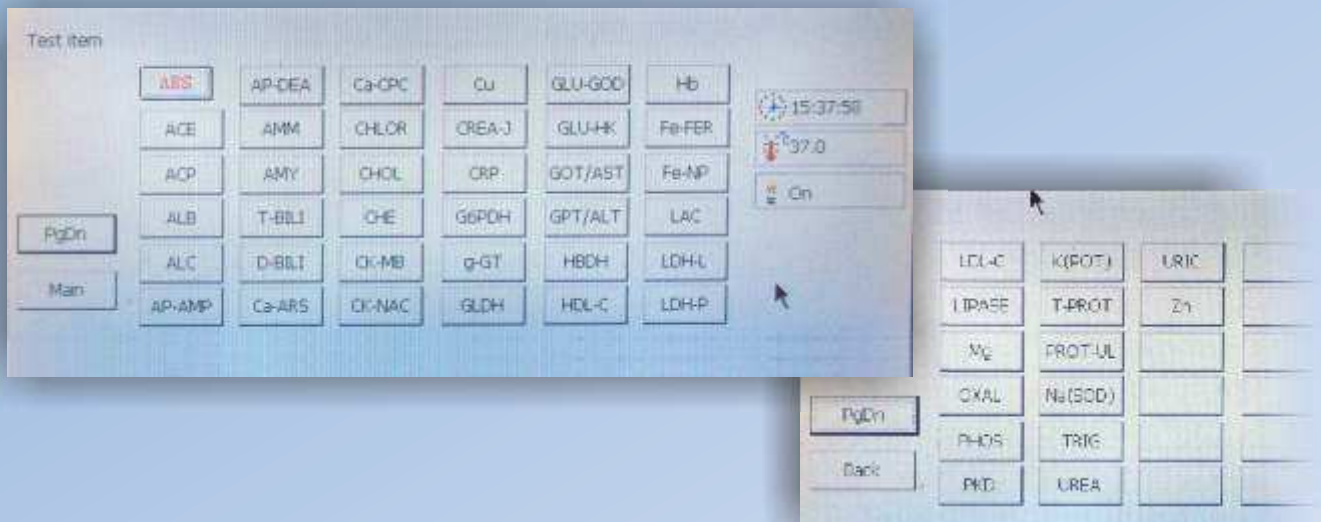 Test item
ABS AP-DEA Ca-CPC Cu GLU-GOD Hb
15:37:58
ACE AMM CHLOR CREA-J GLU-HK Fe-FER
37.0
ACP AMY CHOL CRP GOT/AST Fe-NP
On
PgDn ALB T-BILI CHE G6PDH GPT/ALT LAC
Main ALC D-BILI CK-MB g-GT HBDH LDH-L
AP-AMP Ca-ARS CK-NAC GLDH HDL-C LDH-P
LDL-C K(POT) URIC
LIPASE T-PROT Zn
Mg PROT-UL
PgDn OXAL Na(SOD)
PHOS TRIG
Back
UREA